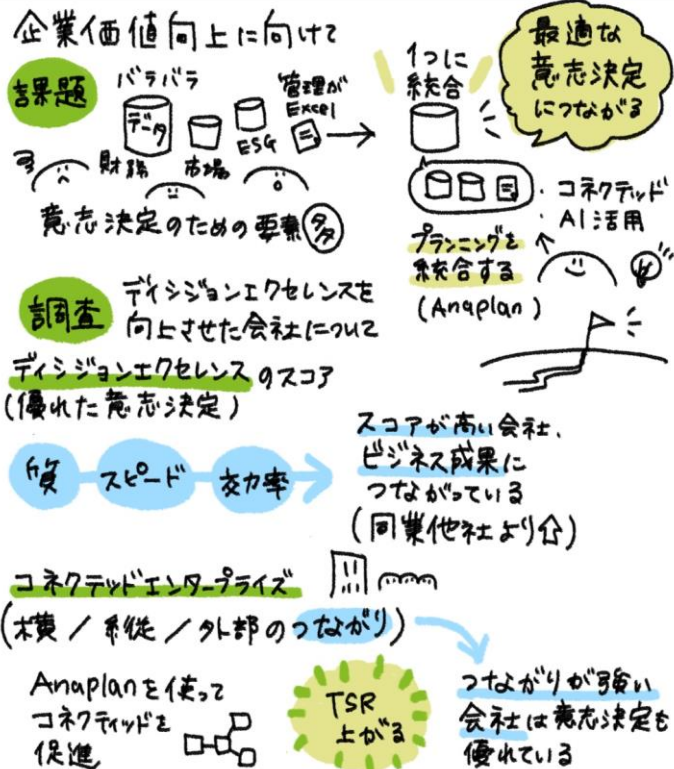 企業価値向上に向けて
課題
バラバラ
データ
財務
市場
ESG
管理が
Excel
意志決定のための要素多
1つに
統合
最適な
意志決定
につながる
・コネクテッド
・AI活用
プランニングを
統合する
(Anaplan)
調査
ディシジョンエクセレンスを
向上させた会社について
ディシジョンエクセレンスのスコア
(優れた意志決定)
質
スピード
効率
スコアが高い会社、
ビジネス成果に
つながっている
(同業他社より⇧)
コネクテッドエンタープライズ
(横/縦/外部のつながり)
Anaplanを使って
コネクティッドを
促進
TSR
上がる
つながりが強い
会社は意志決定も
優れている